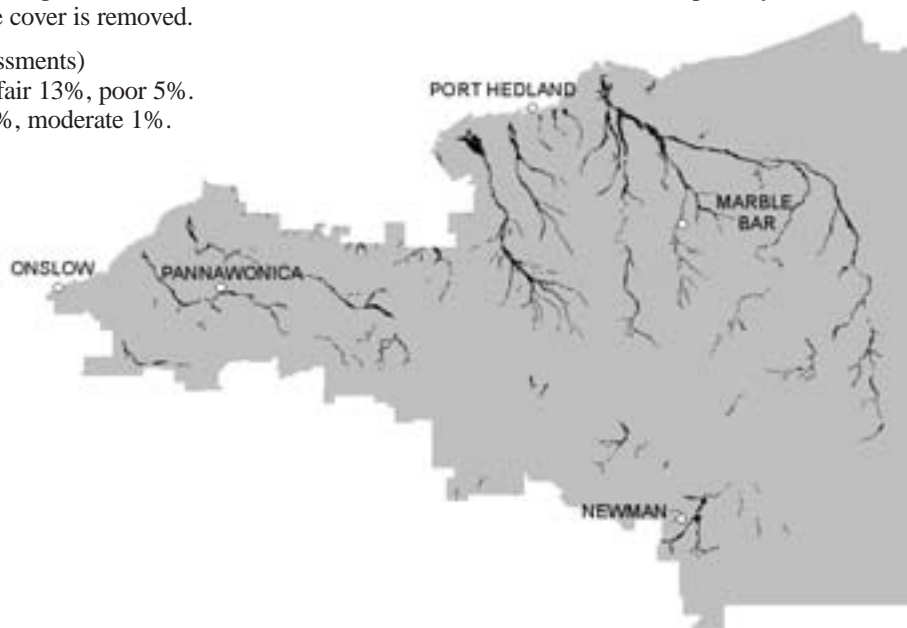 e cover is removed.
ssments)
fair 13%, poor 5%.
%, moderate 1%.
PORT HEDLAND
MARBLE
BAR
ONSLOW
PANNAWONICA
NEWMAN